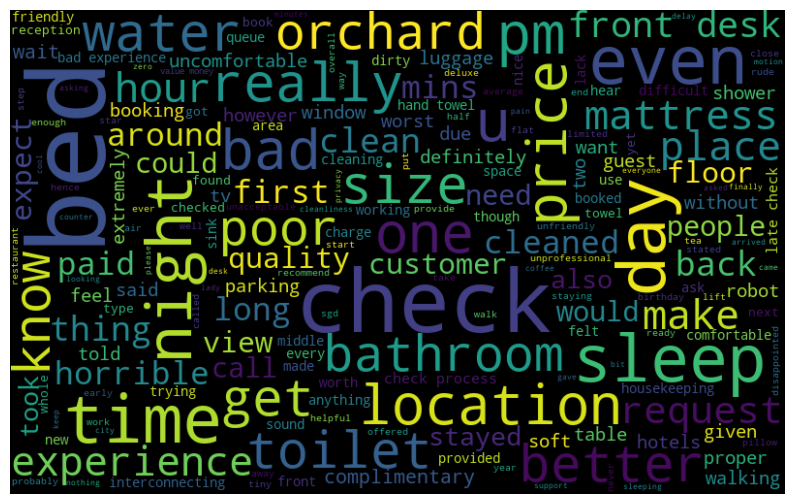 friendly
reception
water
orchard
pm
front desk
book
queue
wait
bad experience
uncomfortable
luggage
dirty
overall
way
nice
value money
zero
asking
deluxe
average
even
delay
minutes
close
motion
rude
lack
end
hear
difficult
shower
bed
hour
really
mins
step
star
booking
got
however
window
hand towel
worst
half
pain
flat
limited
yet
price
mattress
enough
around
area
cleaning
bad
clean
due
u
put
want
guest
place
expect
extremely
could
found
space
definitely
two
use
floor
without
cool
hence
checked
ty
first
size
need
though
booked
towel
everyone
asked
finally
late check
counter
air
ever
night
sink
working
privacy
unacceptable
cleanliness
provide
one
unfriendly
day
people
know
paid
poor
charge
start
cleaned
tea
stated
arrived
back
restaurant
please
well
quality
customer
unprofessional
feel
said
desk
recommend
parking
also
ask
lift
robot
looking
type
called
lady
check
take
coffee
birthday
next
thing
long
sgd
walk
staying
would
make
told
view
middle
bathroom
felt
ready
comfortable
took
whole
horrible
call
every
made
bit
gave
came
sleep
disappointed
trying
worth
check process
housekeeping
early
time
get
anything
location
request
keep
new
work
city
sound
helpful
soft
table
hotels
given
pillow
experience
toilet
offered
provided
stayed
better
proper
probably
nothing
interconnecting
away
tiny
front
complimentary
year
support
sleeping
walking